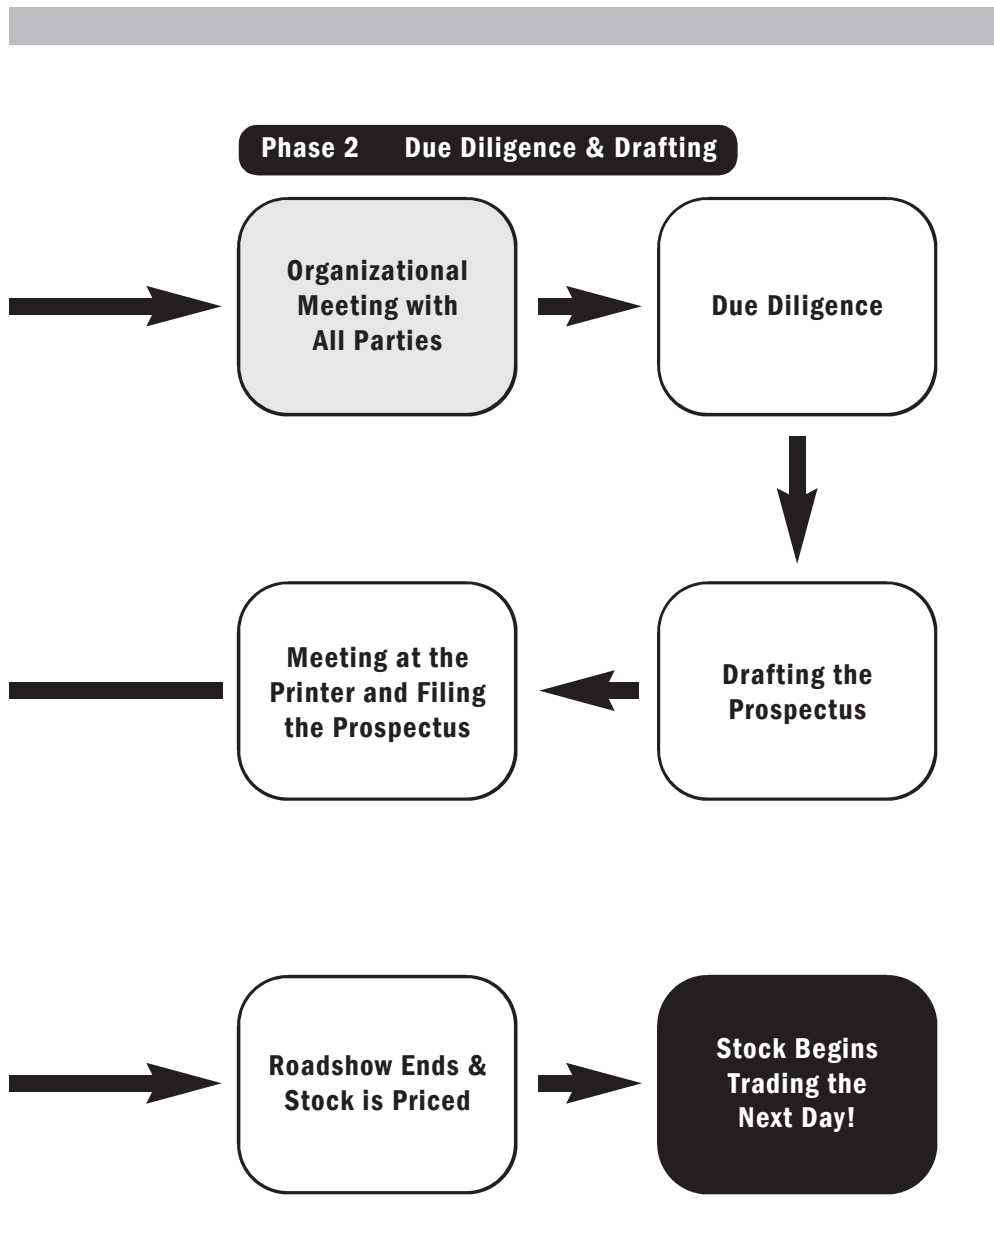 Phase 2 Due Diligence & Drafting
Organizational
Meeting with
All Parties
Due Diligence
Meeting at the
Printer and Filing
the Prospectus
Drafting the
Prospectus
Roadshow Ends &
Stock is Priced
Stock Begins
Trading the
Next Day!